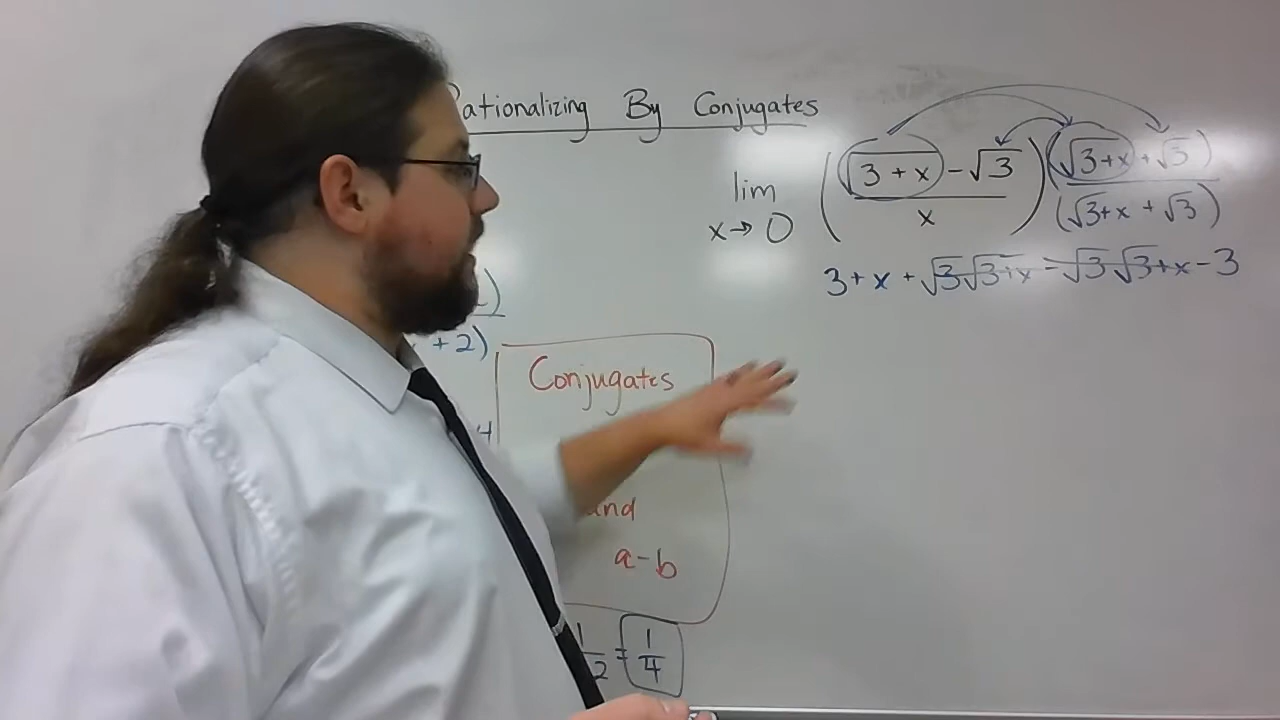 Rationalizing By Conjugates
lim x→0 (√3+x - √3 / x) (√3+x + √3) / (√3+x + √3)
3+x + √3√3+x - √3√3+x - 3
+2)
4
Conjugates
and
a-b
1/2 = 1/4